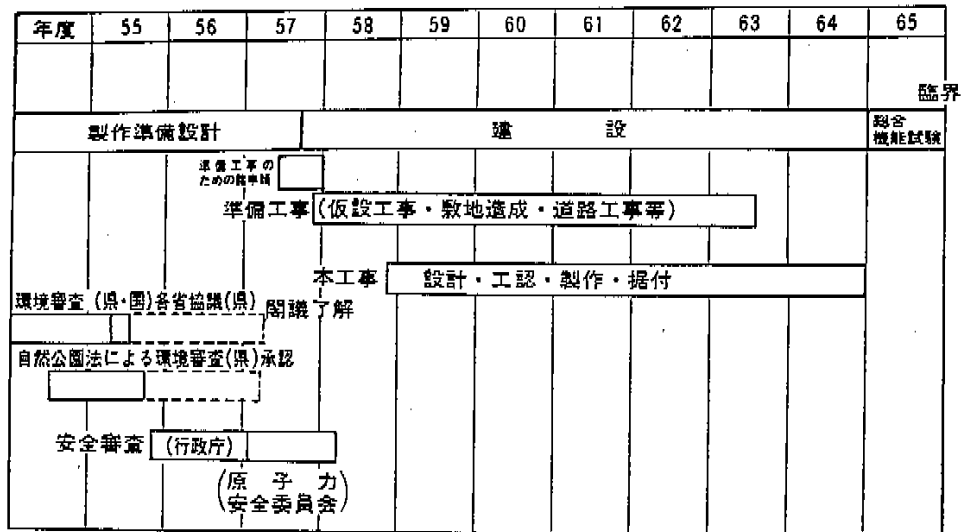 年度 55 56 57 58 59 60 61 62 63 64 65
臨界
製作準備設計 建設 総合
機能試験
準備工事の
ための諸申請
準備工事(仮設工事・敷地造成・道路工事等)
本工事 設計・工認・製作・据付
環境審査(県・国)各省協議(県) 閣議了解
自然公園法による環境審査(県)承認
安全審査 (行政庁)
(原子力
安全委員会)